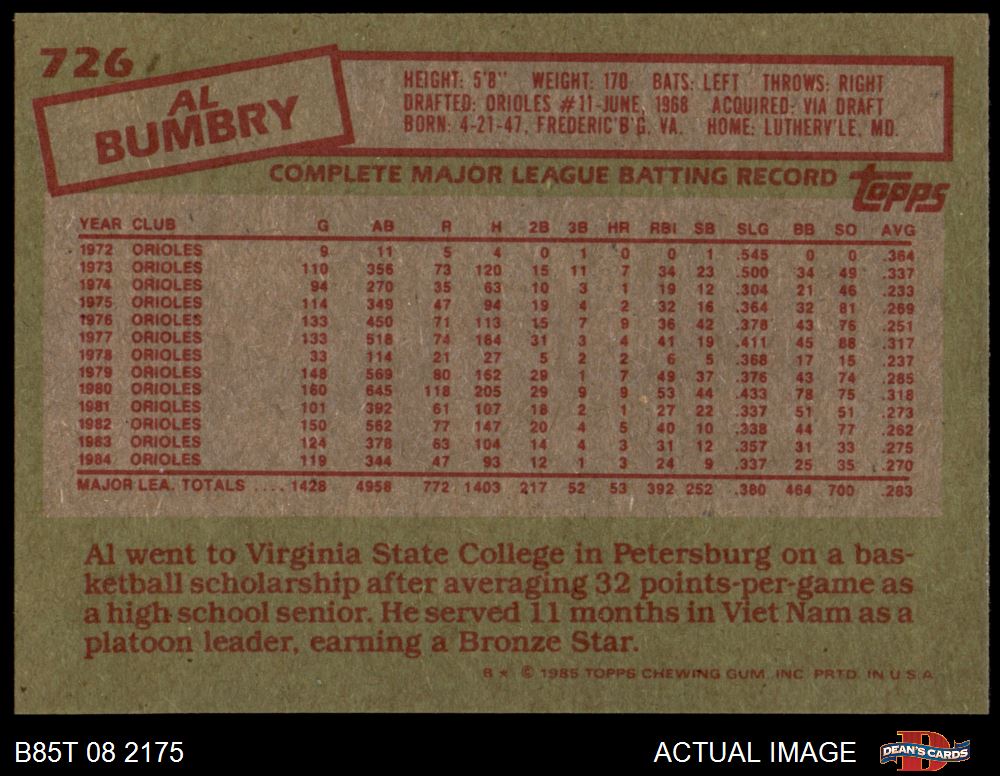 726
AL
BUMBRY
HEIGHT: 5'8" WEIGHT: 170 BATS: LEFT THROWS: RIGHT
DRAFTED: ORIOLES #11-JUNE, 1968 ACQUIRED: VIA DRAFT
BORN: 4-21-47, FREDERIC'B'G, VA. HOME: LUTHERV'LE, MD.
COMPLETE MAJOR LEAGUE BATTING RECORD topps
YEAR CLUB G AB R H 2B 3B HR RBI SB SLG BB SO AVG
1972 ORIOLES 9 11 5 4 0 1 0 0 1 .545 0 0 .364
1973 ORIOLES 110 356 73 120 15 11 7 34 23 .500 34 49 .337
1974 ORIOLES 94 270 35 63 10 3 1 19 12 .304 21 46 .233
1975 ORIOLES 114 349 47 94 19 4 2 32 16 .364 32 81 .269
1976 ORIOLES 133 450 71 113 15 7 9 36 42 .378 43 76 .251
1977 ORIOLES 133 518 74 164 31 3 4 41 19 .411 45 88 .317
1978 ORIOLES 33 114 21 27 5 2 2 6 5 .368 17 15 .237
1979 ORIOLES 148 569 80 162 29 1 7 49 37 .376 43 74 .285
1980 ORIOLES 160 645 118 205 29 9 9 53 44 .433 78 75 .318
1981 ORIOLES 101 392 61 107 18 2 1 27 22 .337 51 51 .273
1982 ORIOLES 150 562 77 147 20 4 5 40 10 .338 44 77 .262
1983 ORIOLES 124 378 63 104 14 4 3 31 12 .357 31 33 .275
1984 ORIOLES 119 344 47 93 12 1 3 24 9 .337 25 35 .270
MAJOR LEA. TOTALS .... 1428 4958 772 1403 217 52 53 392 252 .380 464 700 .283
Al went to Virginia State College in Petersburg on a bas-
ketball scholarship after averaging 32 points-per-game as
a high school senior. He served 11 months in Viet Nam as a
platoon leader, earning a Bronze Star.
B * © 1985 TOPPS CHEWING GUM, INC. PRTD. IN U.S.A.
B85T 08 2175 ACTUAL IMAGE DEAN'S CARDS